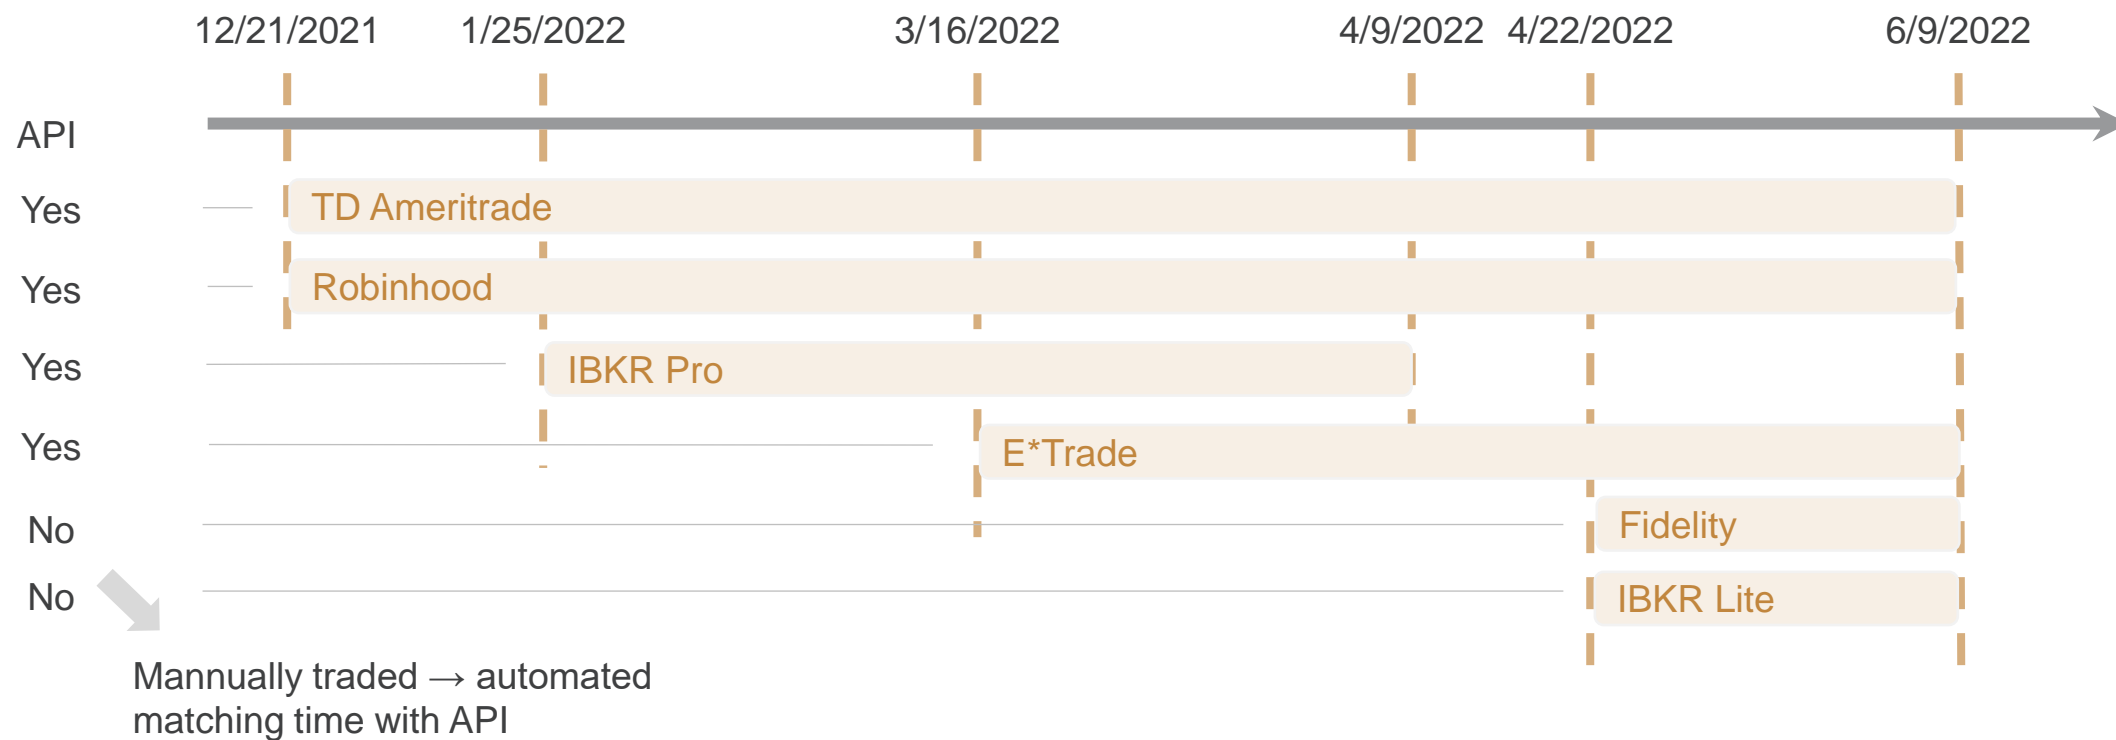 12/21/2021 1/25/2022 3/16/2022 4/9/2022 4/22/2022 6/9/2022
API
Yes TD Ameritrade
Yes Robinhood
Yes IBKR Pro
Yes E*Trade
No Fidelity
No IBKR Lite
Mannually traded → automated
matching time with API